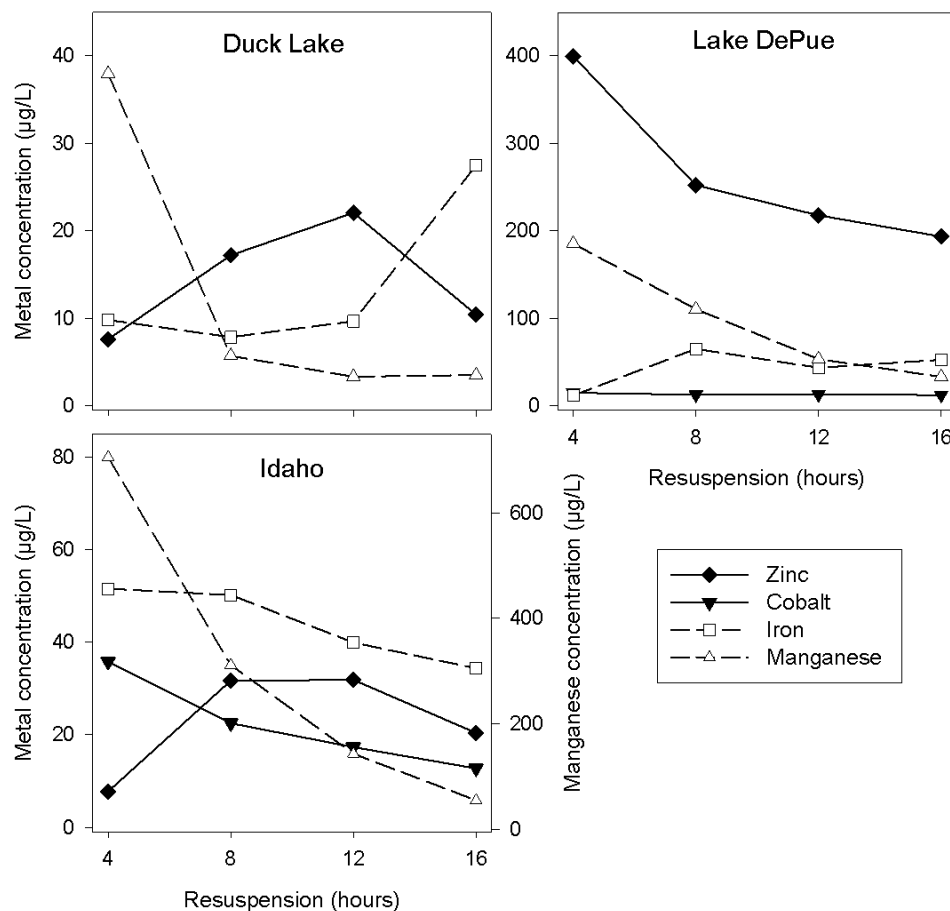 Duck Lake
Metal concentration (µg/L)
40
30
20
10
0
Lake DePue
400
300
200
100
0
4 8 12 16
Resuspension (hours)
Idaho
Metal concentration (µg/L)
80
60
40
20
0
Manganese concentration (µg/L)
600
400
200
0
4 8 12 16
Resuspension (hours)
Zinc
Cobalt
Iron
Manganese